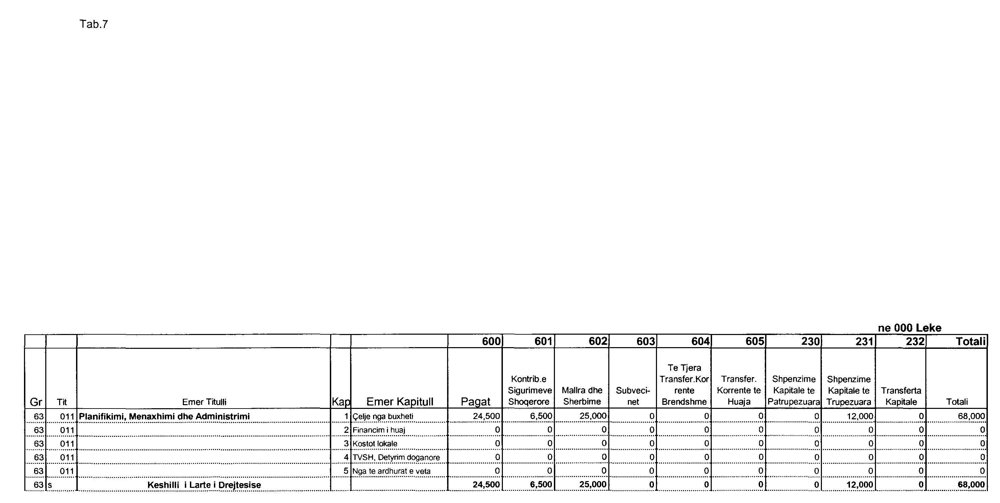 Tab.7
ne 000 Leke
600 601 602 603 604 605 230 231 232 Totali
Te Tjera
Kontrib.e Transfer.Kor Transfer. Shpenzime Shpenzime
Sigurimeve Mallra dhe Subveci- rente Korrente te Kapitale te Kapitale te Transferta
Gr Tit Emer Titulli Kap Emer Kapitull Pagat Shoqerore Sherbime net Brendshme Huaja Patrupezuara Trupezuara Kapitale Totali
63 011 Planifikimi, Menaxhimi dhe Administrimi 1 Çelje nga buxheti 24,500 6,500 25,000 0 0 0 0 12,000 0 68,000
63 011 2 Financim i huaj 0 0 0 0 0 0 0 0 0 0
63 011 3 Kostot lokale 0 0 0 0 0 0 0 0 0 0
63 011 4 TVSH, Detyrim doganore 0 0 0 0 0 0 0 0 0 0
63 011 5 Nga te ardhurat e veta 0 0 0 0 0 0 0 0 0 0
63 s Keshilli i Larte i Drejtesise 24,500 6,500 25,000 0 0 0 0 12,000 0 68,000